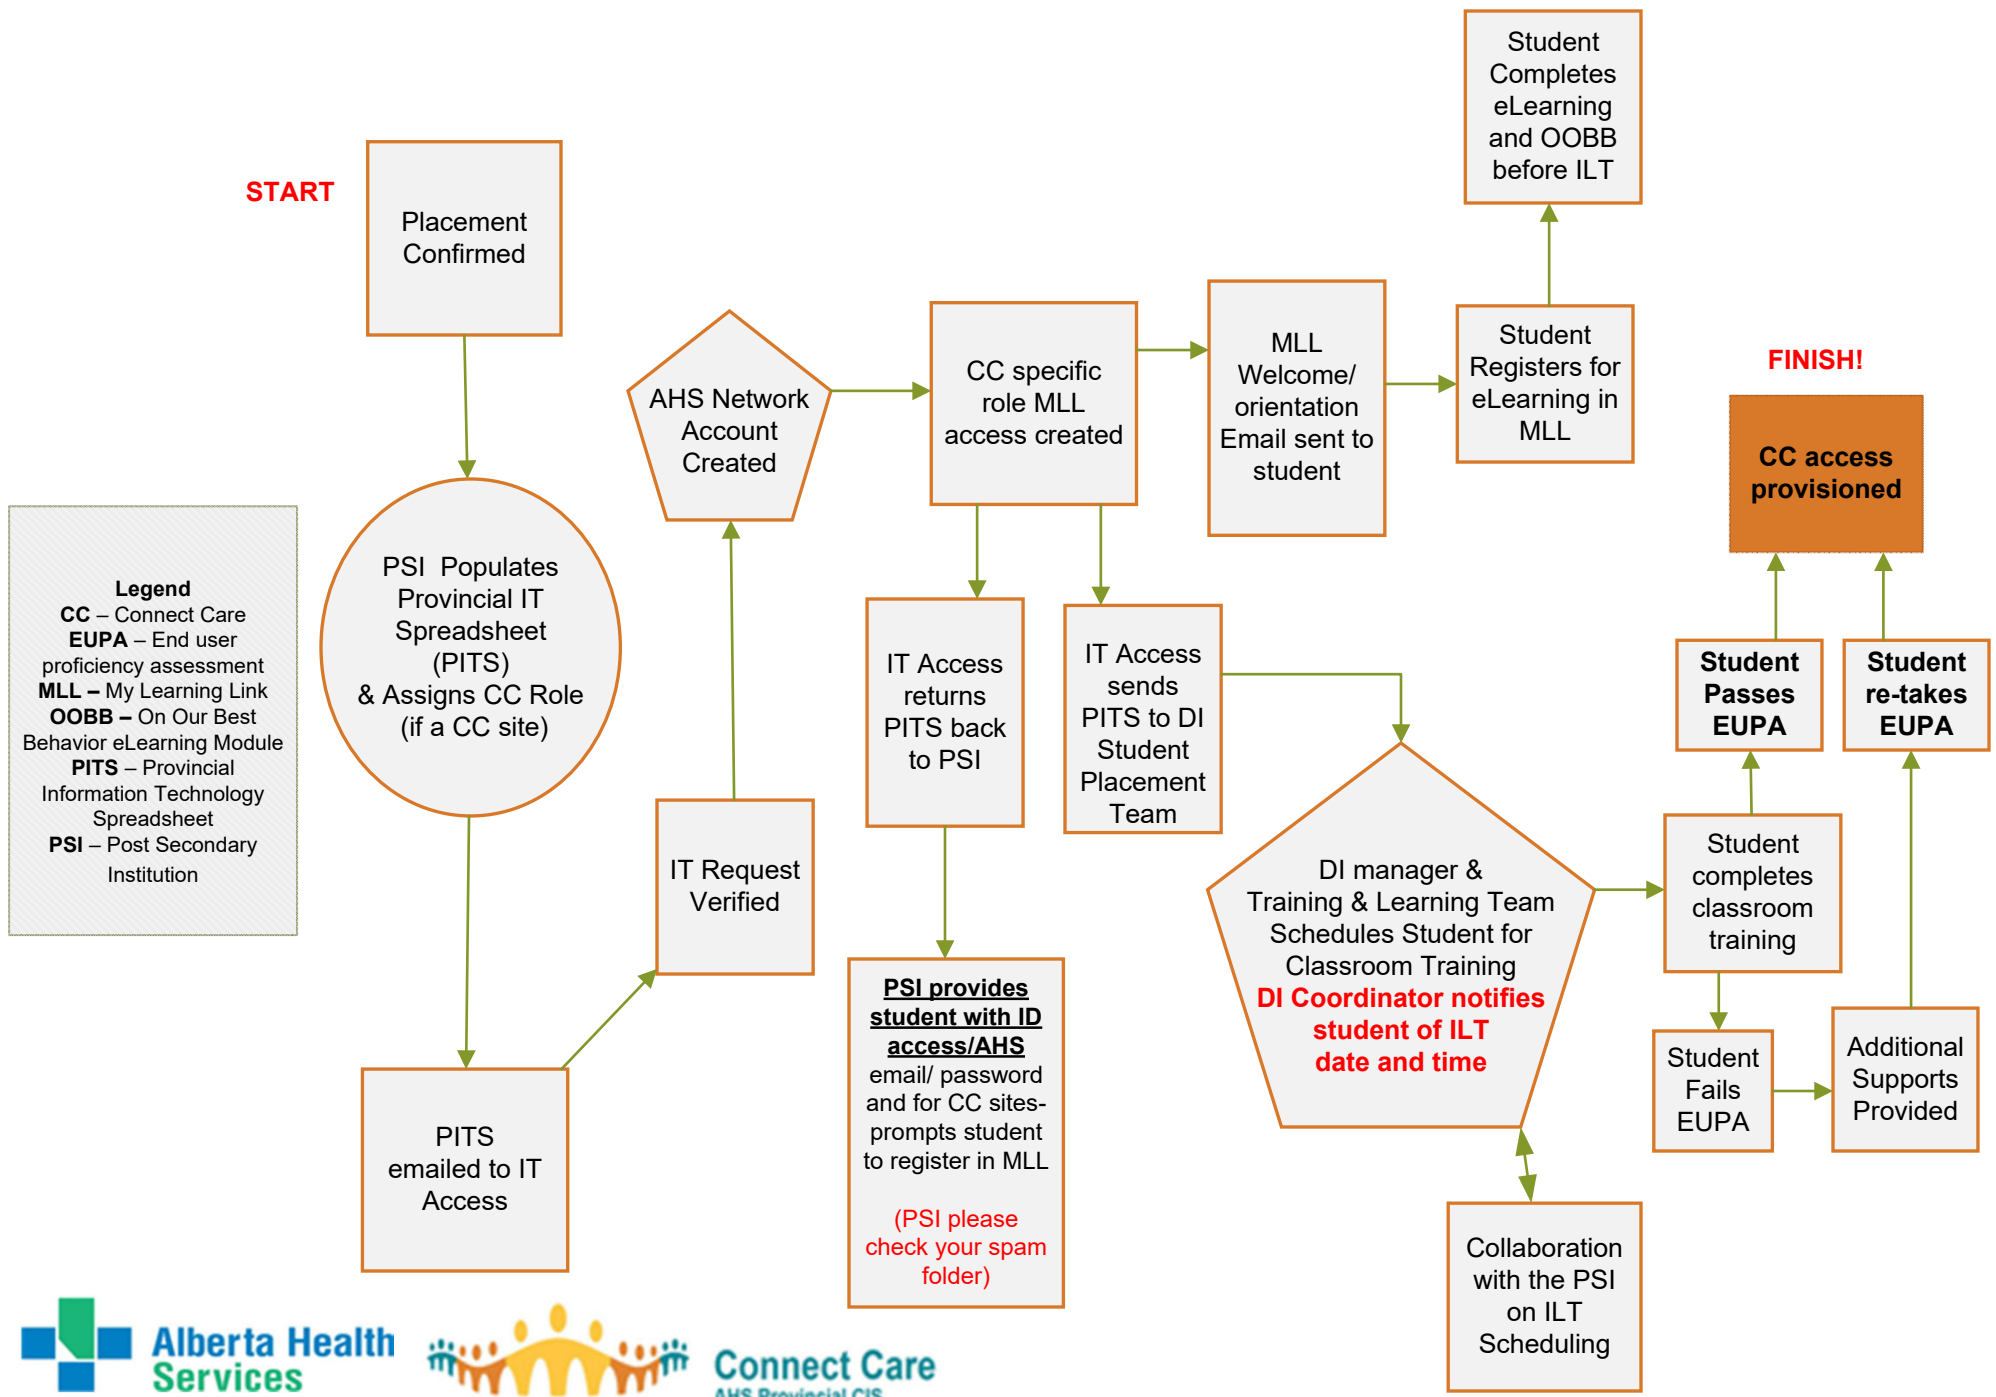 START
Placement
Confirmed
PSI  Populates
Provincial IT
Spreadsheet
(PITS)
& Assigns CC Role
(if a CC site)
PITS
emailed to IT
Access
IT Request
Verified
AHS Network
Account
Created
CC specific
role MLL
access created
MLL
Welcome/
orientation
Email sent to
student
Student
Registers for
eLearning in
MLL
Student
Completes
eLearning
and OOBB
before ILT
IT Access
returns
PITS back
to PSI
PSI provides
student with ID
access/AHS
email/ password
and for CC sites-
prompts student
to register in MLL
(PSI please
check your spam
folder)
IT Access
sends
PITS to DI
Student
Placement
Team
DI manager &
Training & Learning Team
Schedules Student for
Classroom Training
DI Coordinator notifies
student of ILT
date and time
Collaboration
with the PSI
on ILT
Scheduling
Student
completes
classroom
training
Student
Passes
EUPA
Student
Fails
EUPA
Additional
Supports
Provided
Student
re-takes
EUPA
FINISH!
CC access
provisioned
Legend
CC – Connect Care
EUPA – End user
proficiency assessment
MLL – My Learning Link
OOBB – On Our Best
Behavior eLearning Module
PITS – Provincial
Information Technology
Spreadsheet
PSI – Post Secondary
Institution
Alberta Health
Services
Connect Care
AHS Provincial CIS